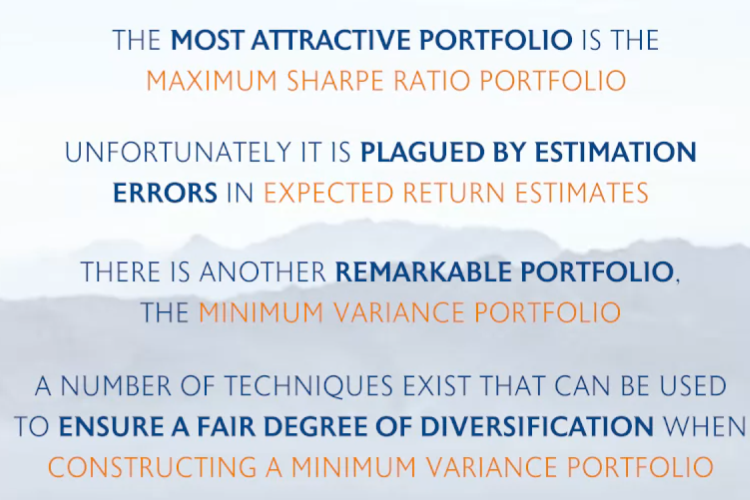 THE MOST ATTRACTIVE PORTFOLIO IS THE
MAXIMUM SHARPE RATIO PORTFOLIO
UNFORTUNATELY IT IS PLAGUED BY ESTIMATION
ERRORS IN EXPECTED RETURN ESTIMATES
THERE IS ANOTHER REMARKABLE PORTFOLIO,
THE MINIMUM VARIANCE PORTFOLIO
A NUMBER OF TECHNIQUES EXIST THAT CAN BE USED
TO ENSURE A FAIR DEGREE OF DIVERSIFICATION WHEN
CONSTRUCTING A MINIMUM VARIANCE PORTFOLIO